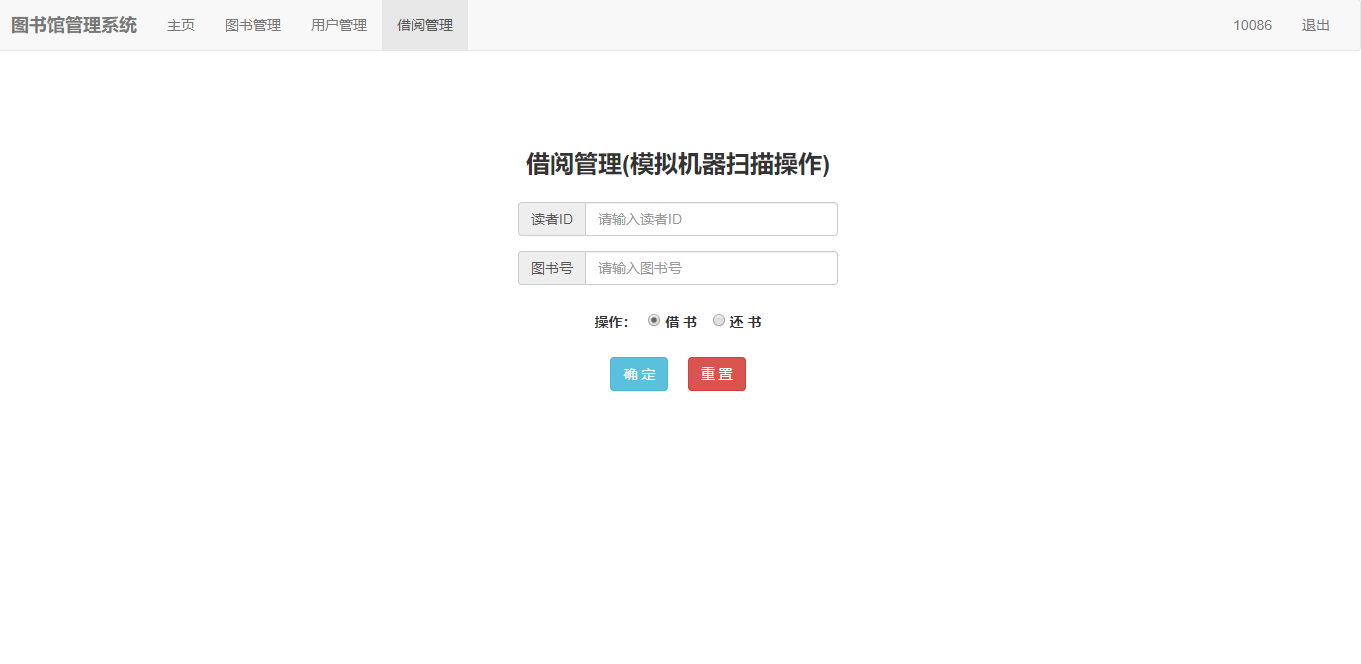 图书馆管理系统 主页 图书管理 用户管理 借阅管理 10086 退出
借阅管理(模拟机器扫描操作)
读者ID 请输入读者ID
图书号 请输入图书号
操作： 借 书 还 书
确 定 重 置